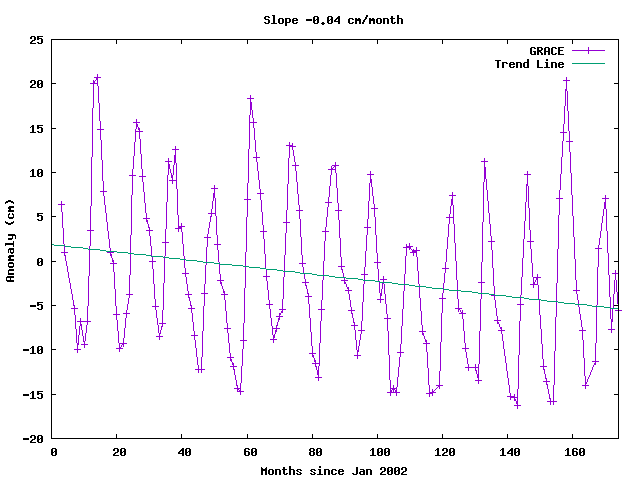 Slope -0.04 cm/month
GRACE
Trend Line
25
20
15
10
5
0
-5
-10
-15
-20
Anomaly (cm)
0 20 40 60 80 100 120 140 160
Months since Jan 2002